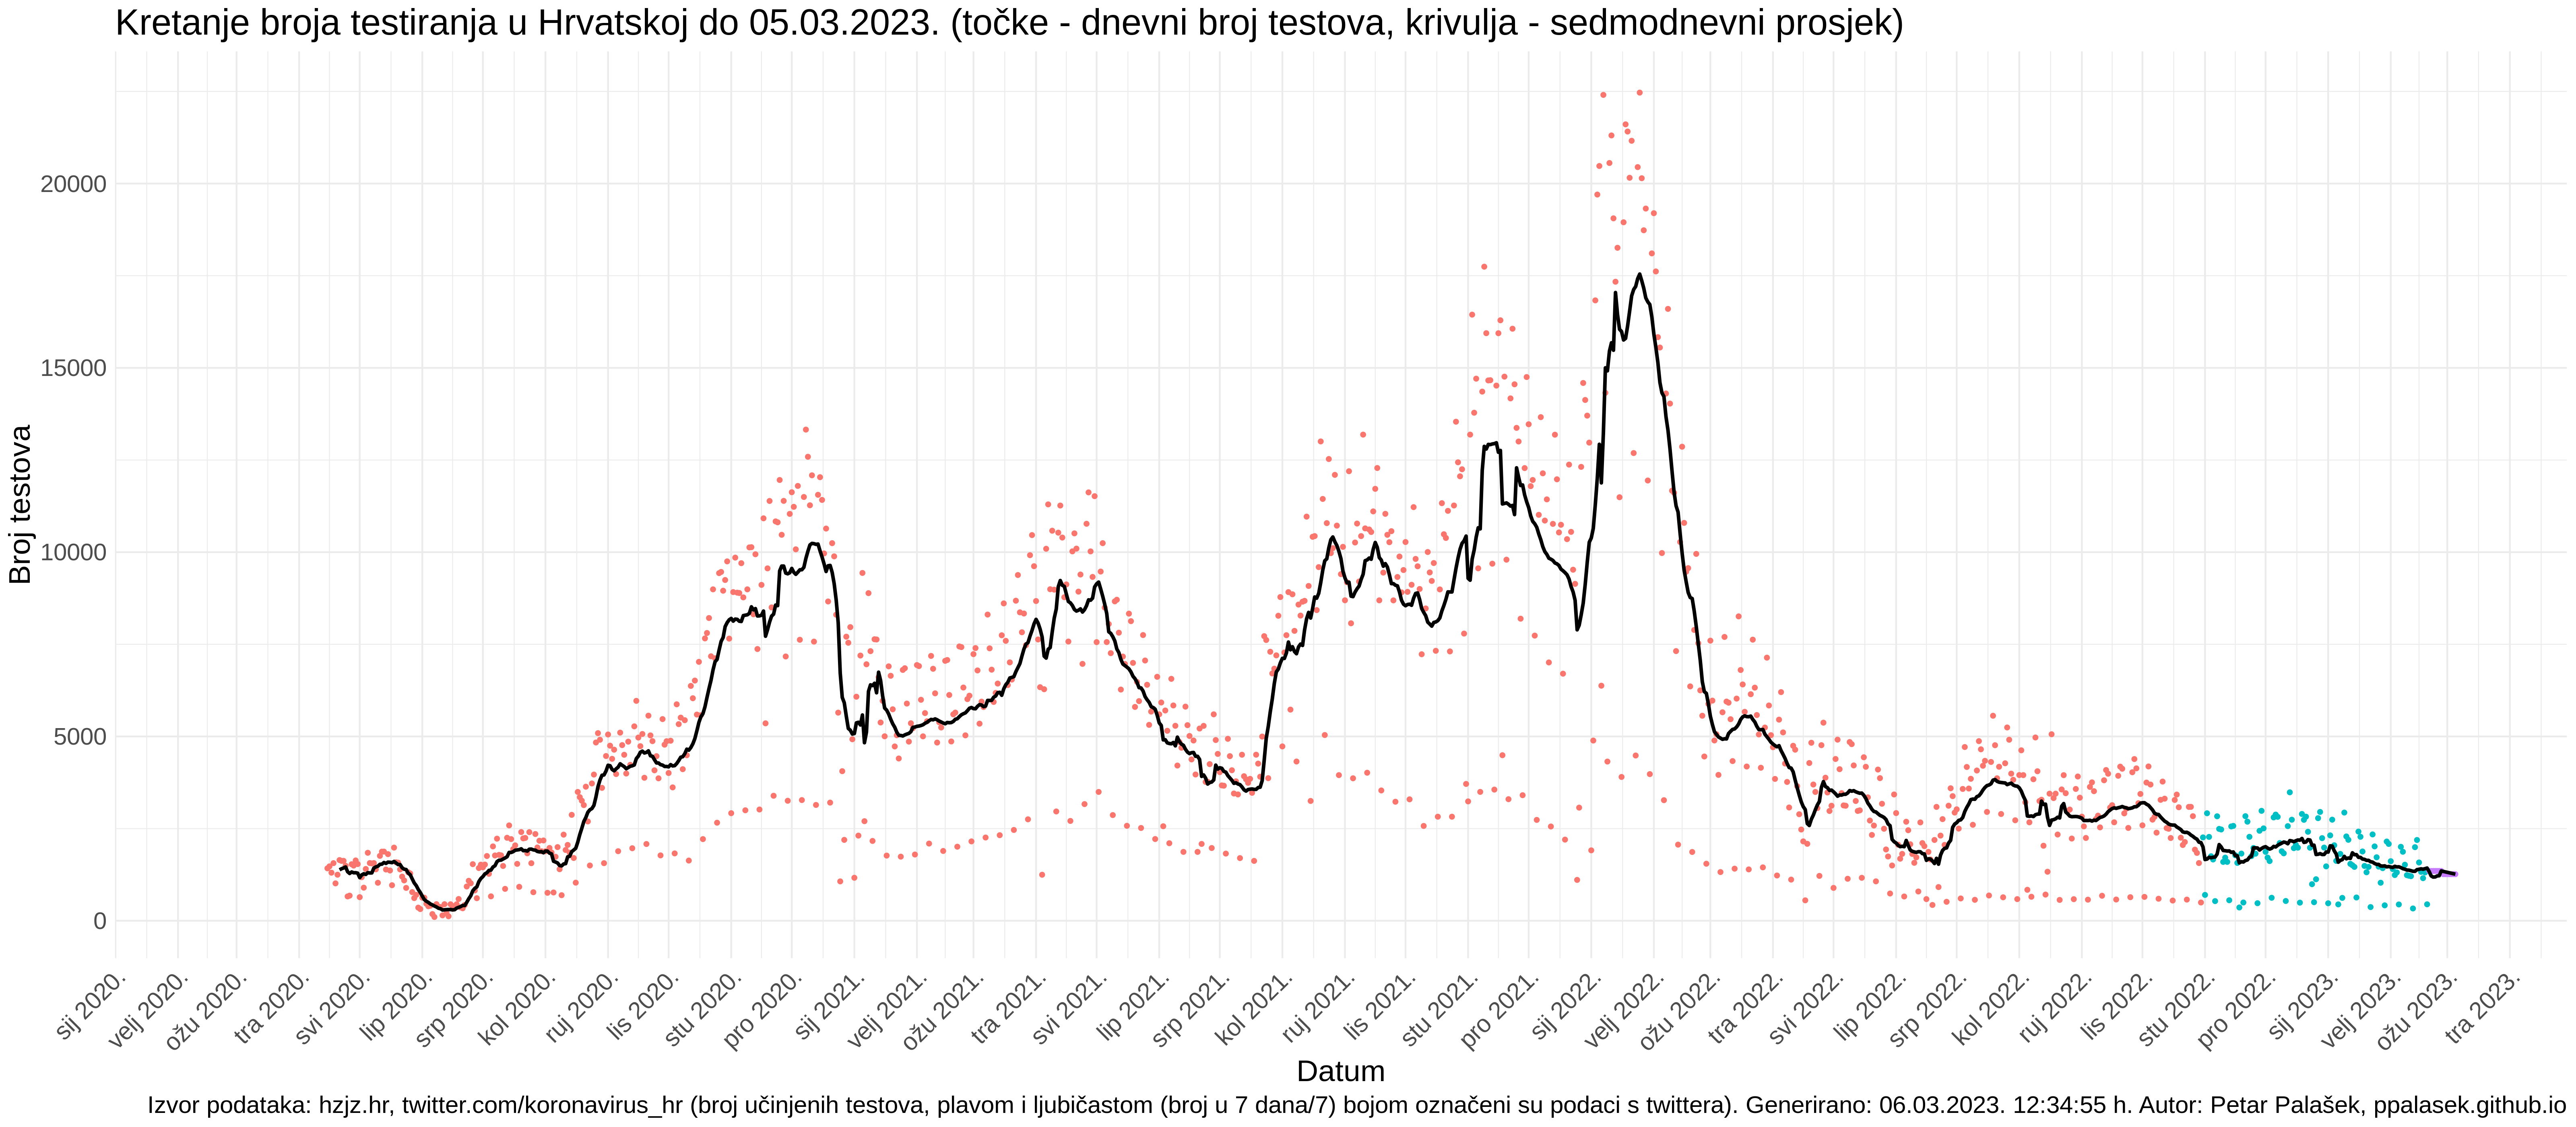 Kretanje broja testiranja u Hrvatskoj do 05.03.2023. (točke - dnevni broj testova, krivulja - sedmodnevni prosjek)
Broj testova
20000
15000
10000
5000
0
sij 2020.
velj 2020.
ožu 2020.
tra 2020.
svi 2020.
lip 2020.
srp 2020.
kol 2020.
ruj 2020.
lis 2020.
stu 2020.
pro 2020.
sij 2021.
velj 2021.
ožu 2021.
tra 2021.
svi 2021.
lip 2021.
srp 2021.
kol 2021.
ruj 2021.
lis 2021.
stu 2021.
pro 2021.
sij 2022.
velj 2022.
ožu 2022.
tra 2022.
svi 2022.
lip 2022.
srp 2022.
kol 2022.
ruj 2022.
lis 2022.
stu 2022.
pro 2022.
sij 2023.
velj 2023.
ožu 2023.
tra 2023.
Datum
Izvor podataka: hzjz.hr, twitter.com/koronavirus_hr (broj učinjenih testova, plavom i ljubičastom (broj u 7 dana/7) bojom označeni su podaci s twittera). Generirano: 06.03.2023. 12:34:55 h. Autor: Petar Palašek, ppalasek.github.io